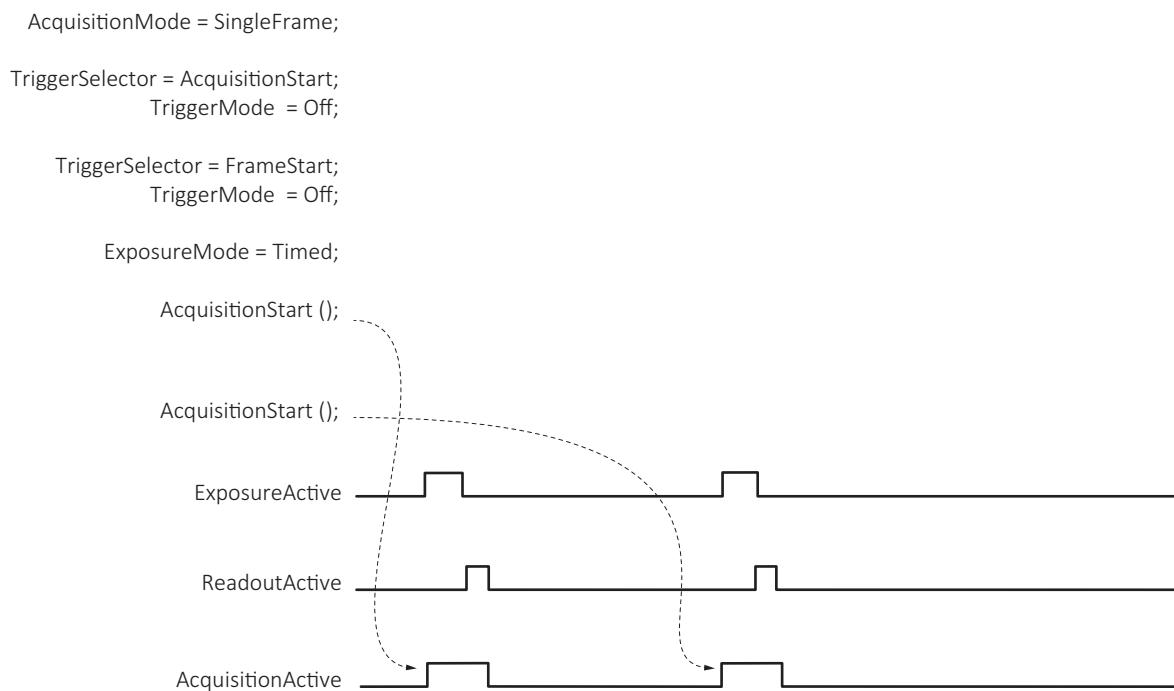 AcquisitionMode = SingleFrame;
TriggerSelector = AcquisitionStart;
TriggerMode = Off;
TriggerSelector = FrameStart;
TriggerMode = Off;
ExposureMode = Timed;
AcquisitionStart ();
AcquisitionStart ();
ExposureActive
ReadoutActive
AcquisitionActive